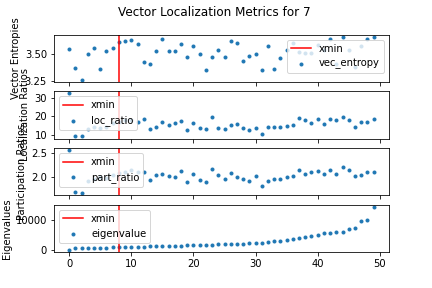 Vector Localization Metrics for 7
Vector Entropies
3.50
3.25
xmin
vec_entropy
Localization Ratios
30
20
10
xmin
loc_ratio
Participation Ratios
2.5
2.0
xmin
part_ratio
Eigenvalues
10000
0
xmin
eigenvalue
0 10 20 30 40 50